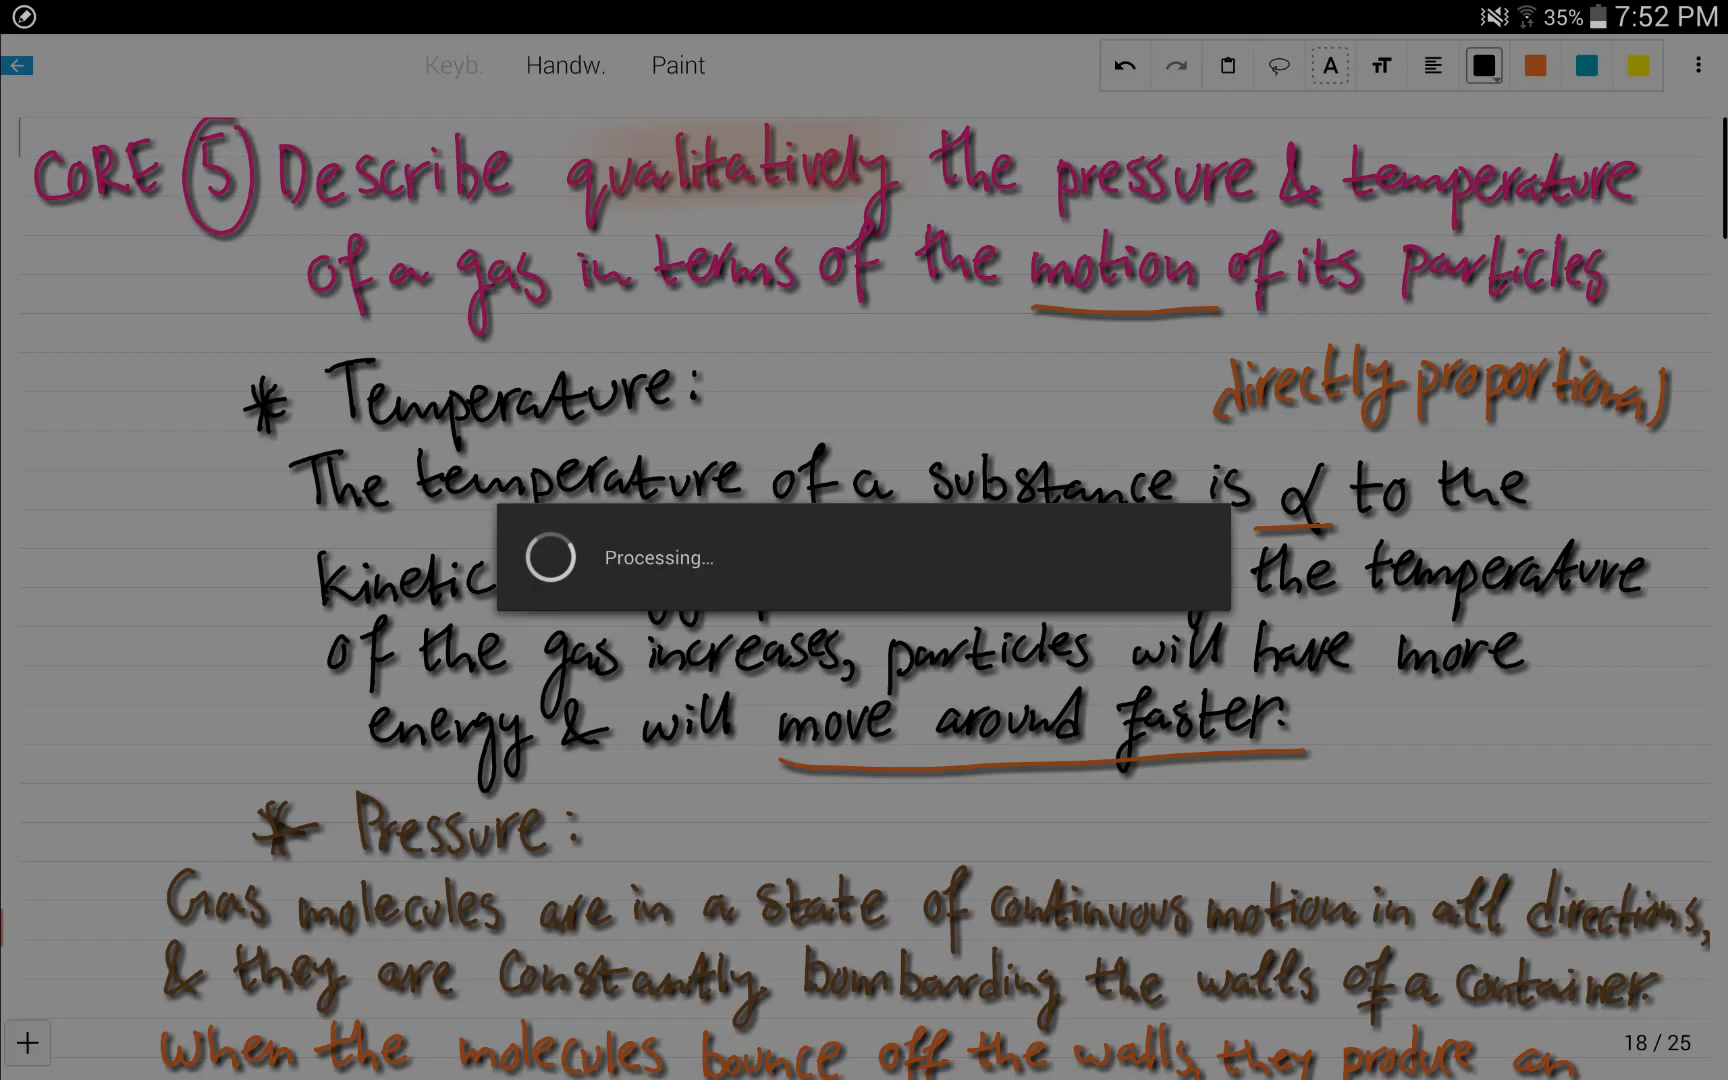 35% 7:52 PM
Keyb. Handw. Paint A TT
CORE 5 Describe qualitatively the pressure & temperature
of a gas in terms of the motion of its particles
* Temperature:
directly proportional
The temperature of a substance is α to the
Kinetic the temperature
Processing...
of the gas increases, particles will have more
energy & will move around faster.
* Pressure:
Gas molecules are in a state of continuous motion in all directions,
& they are constantly bombarding the walls of a container.
when the molecules bounce off the walls, they produce an
18 / 25